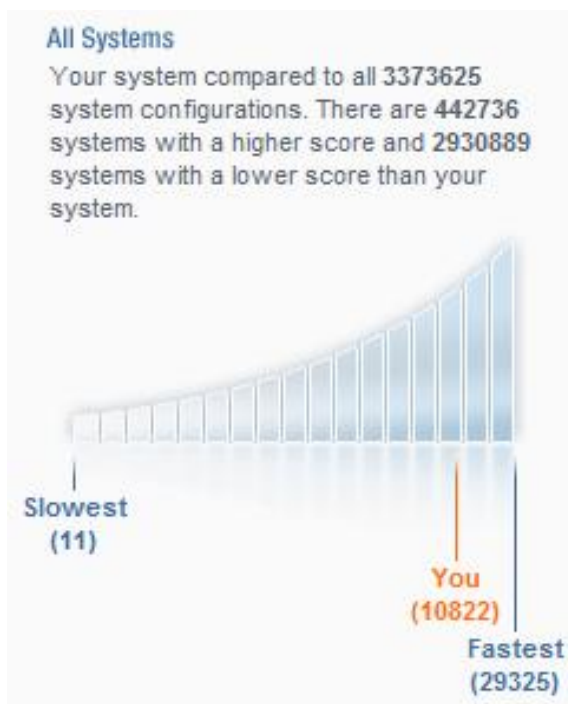 All Systems
Your system compared to all 3373625
system configurations. There are 442736
systems with a higher score and 2930889
systems with a lower score than your
system.
Slowest
(11)
You
(10822)
Fastest
(29325)